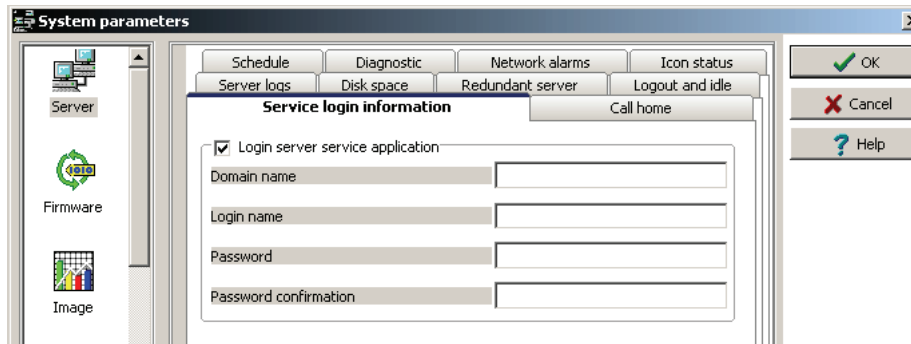 System parameters
Schedule Diagnostic Network alarms Icon status
Server logs Disk space Redundant server Logout and idle
Service login information Call home
Server
Firmware
Image
Login server service application
Domain name
Login name
Password
Password confirmation
OK
Cancel
Help